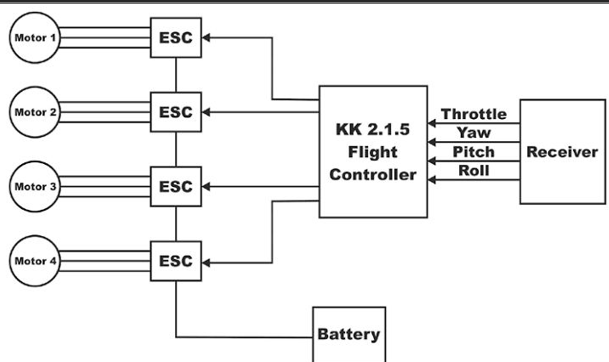 Motor 1
ESC
Motor 2
ESC
Motor 3
ESC
Motor 4
ESC
KK 2.1.5
Flight
Controller
Throttle
Yaw
Pitch
Roll
Receiver
Battery